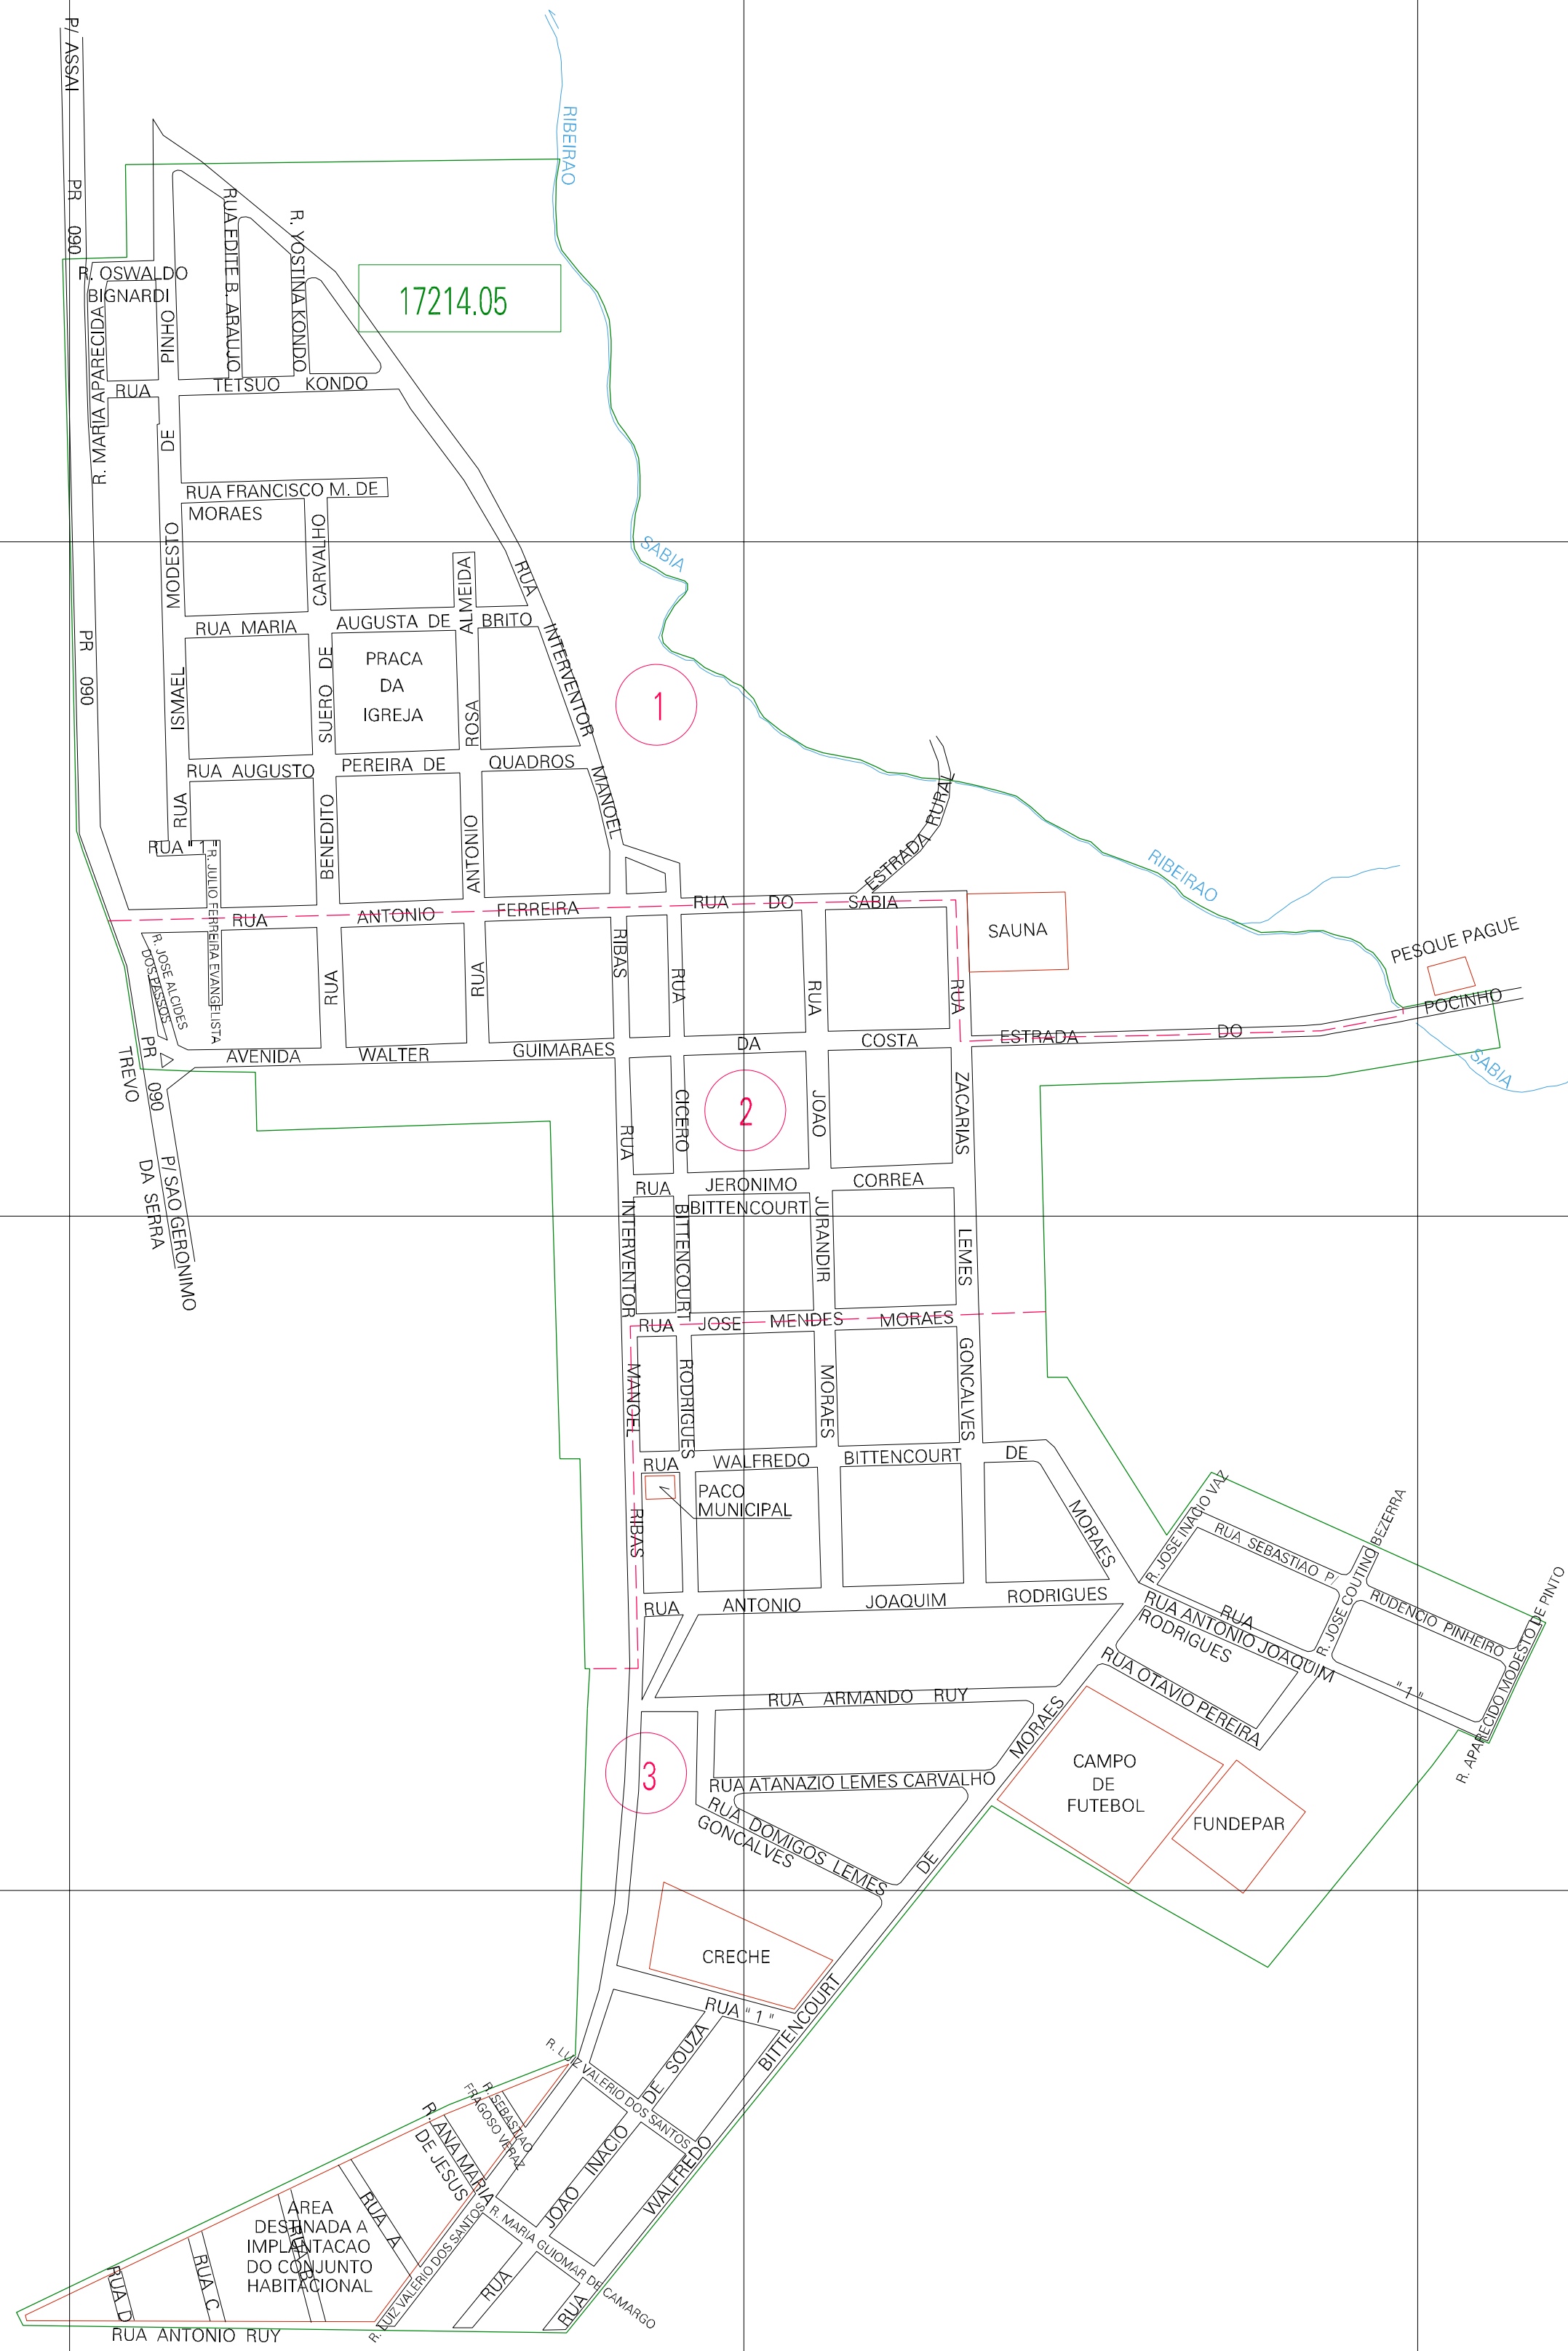 P/ ASSAI
PR 090
RIBEIRAO
R. OSWALDO
BIGNARDI
R. MARIA APARECIDA
RUA EDITE B. ARAUJO
R. YOSTINA KONDO
17214.05
RUA TETSUO KONDO
RUA ISMAEL MODESTO DE PINHO
RUA FRANCISCO M. DE
MORAES
SABIA
RUA MARIA AUGUSTA DE BRITO
PRACA
DA
IGREJA
RUA BENEDITO SUERO DE CARVALHO
RUA ANTONIO ROSA ALMEIDA
RUA INTERVENTOR MANOEL RIBAS
1
PR 090
RUA AUGUSTO PEREIRA DE QUADROS
RUA " 1 "
R. JULIO FERREIRA EVANGELISTA
ESTRADA RURAL
RIBEIRAO
RUA ANTONIO FERREIRA
RUA DO SABIA
SAUNA
PESQUE PAGUE
R. JOSE ALCIDES
DOS PASSOS
ESTRADA DO POCINHO
SABIA
AVENIDA WALTER GUIMARAES DA COSTA
PR 090
TREVO
P/ SAO GERONIMO
DA SERRA
2
RUA CICERO BITTENCOURT RODRIGUES
RUA JOAO JURANDIR MORAES
RUA ZACARIAS LEMES GONCALVES
RUA JERONIMO CORREA
BITTENCOURT
RUA INTERVENTOR MANOEL RIBAS
RUA JOSE MENDES MORAES
RUA WALFREDO BITTENCOURT DE MORAES
PACO
MUNICIPAL
RUA ANTONIO JOAQUIM RODRIGUES
R. JOSE INACIO VAZ
RUA SEBASTIAO P/ RUDENCIO PINHEIRO
R. JOSE COUTINO BEZERRA
R. APARECIDO MODESTO DE PINTO
RUA " 1 "
RUA ANTONIO JOAQUIM
RODRIGUES
RUA OTAVIO PEREIRA
RUA ARMANDO RUY
3
RUA ATANAZIO LEMES CARVALHO
RUA DOMIGOS LEMES
GONCALVES
CAMPO
DE
FUTEBOL
FUNDEPAR
CRECHE
RUA " 1 "
RUA WALFREDO BITTENCOURT DE MORAES
R. LUIZ VALERIO DOS SANTOS
RUA JOAO INACIO DE SOUZA
R. SEBASTIAO
FRAGOSO VERAZ
R. ANA MARIA
DE JESUS
R. MARIA GUIOMAR DE CAMARGO
R. LUIZ VALERIO DOS SANTOS
AREA
DESTINADA A
IMPLANTACAO
DO CONJUNTO
HABITACIONAL
RUA A
RUA B
RUA C
RUA D
RUA ANTONIO RUY